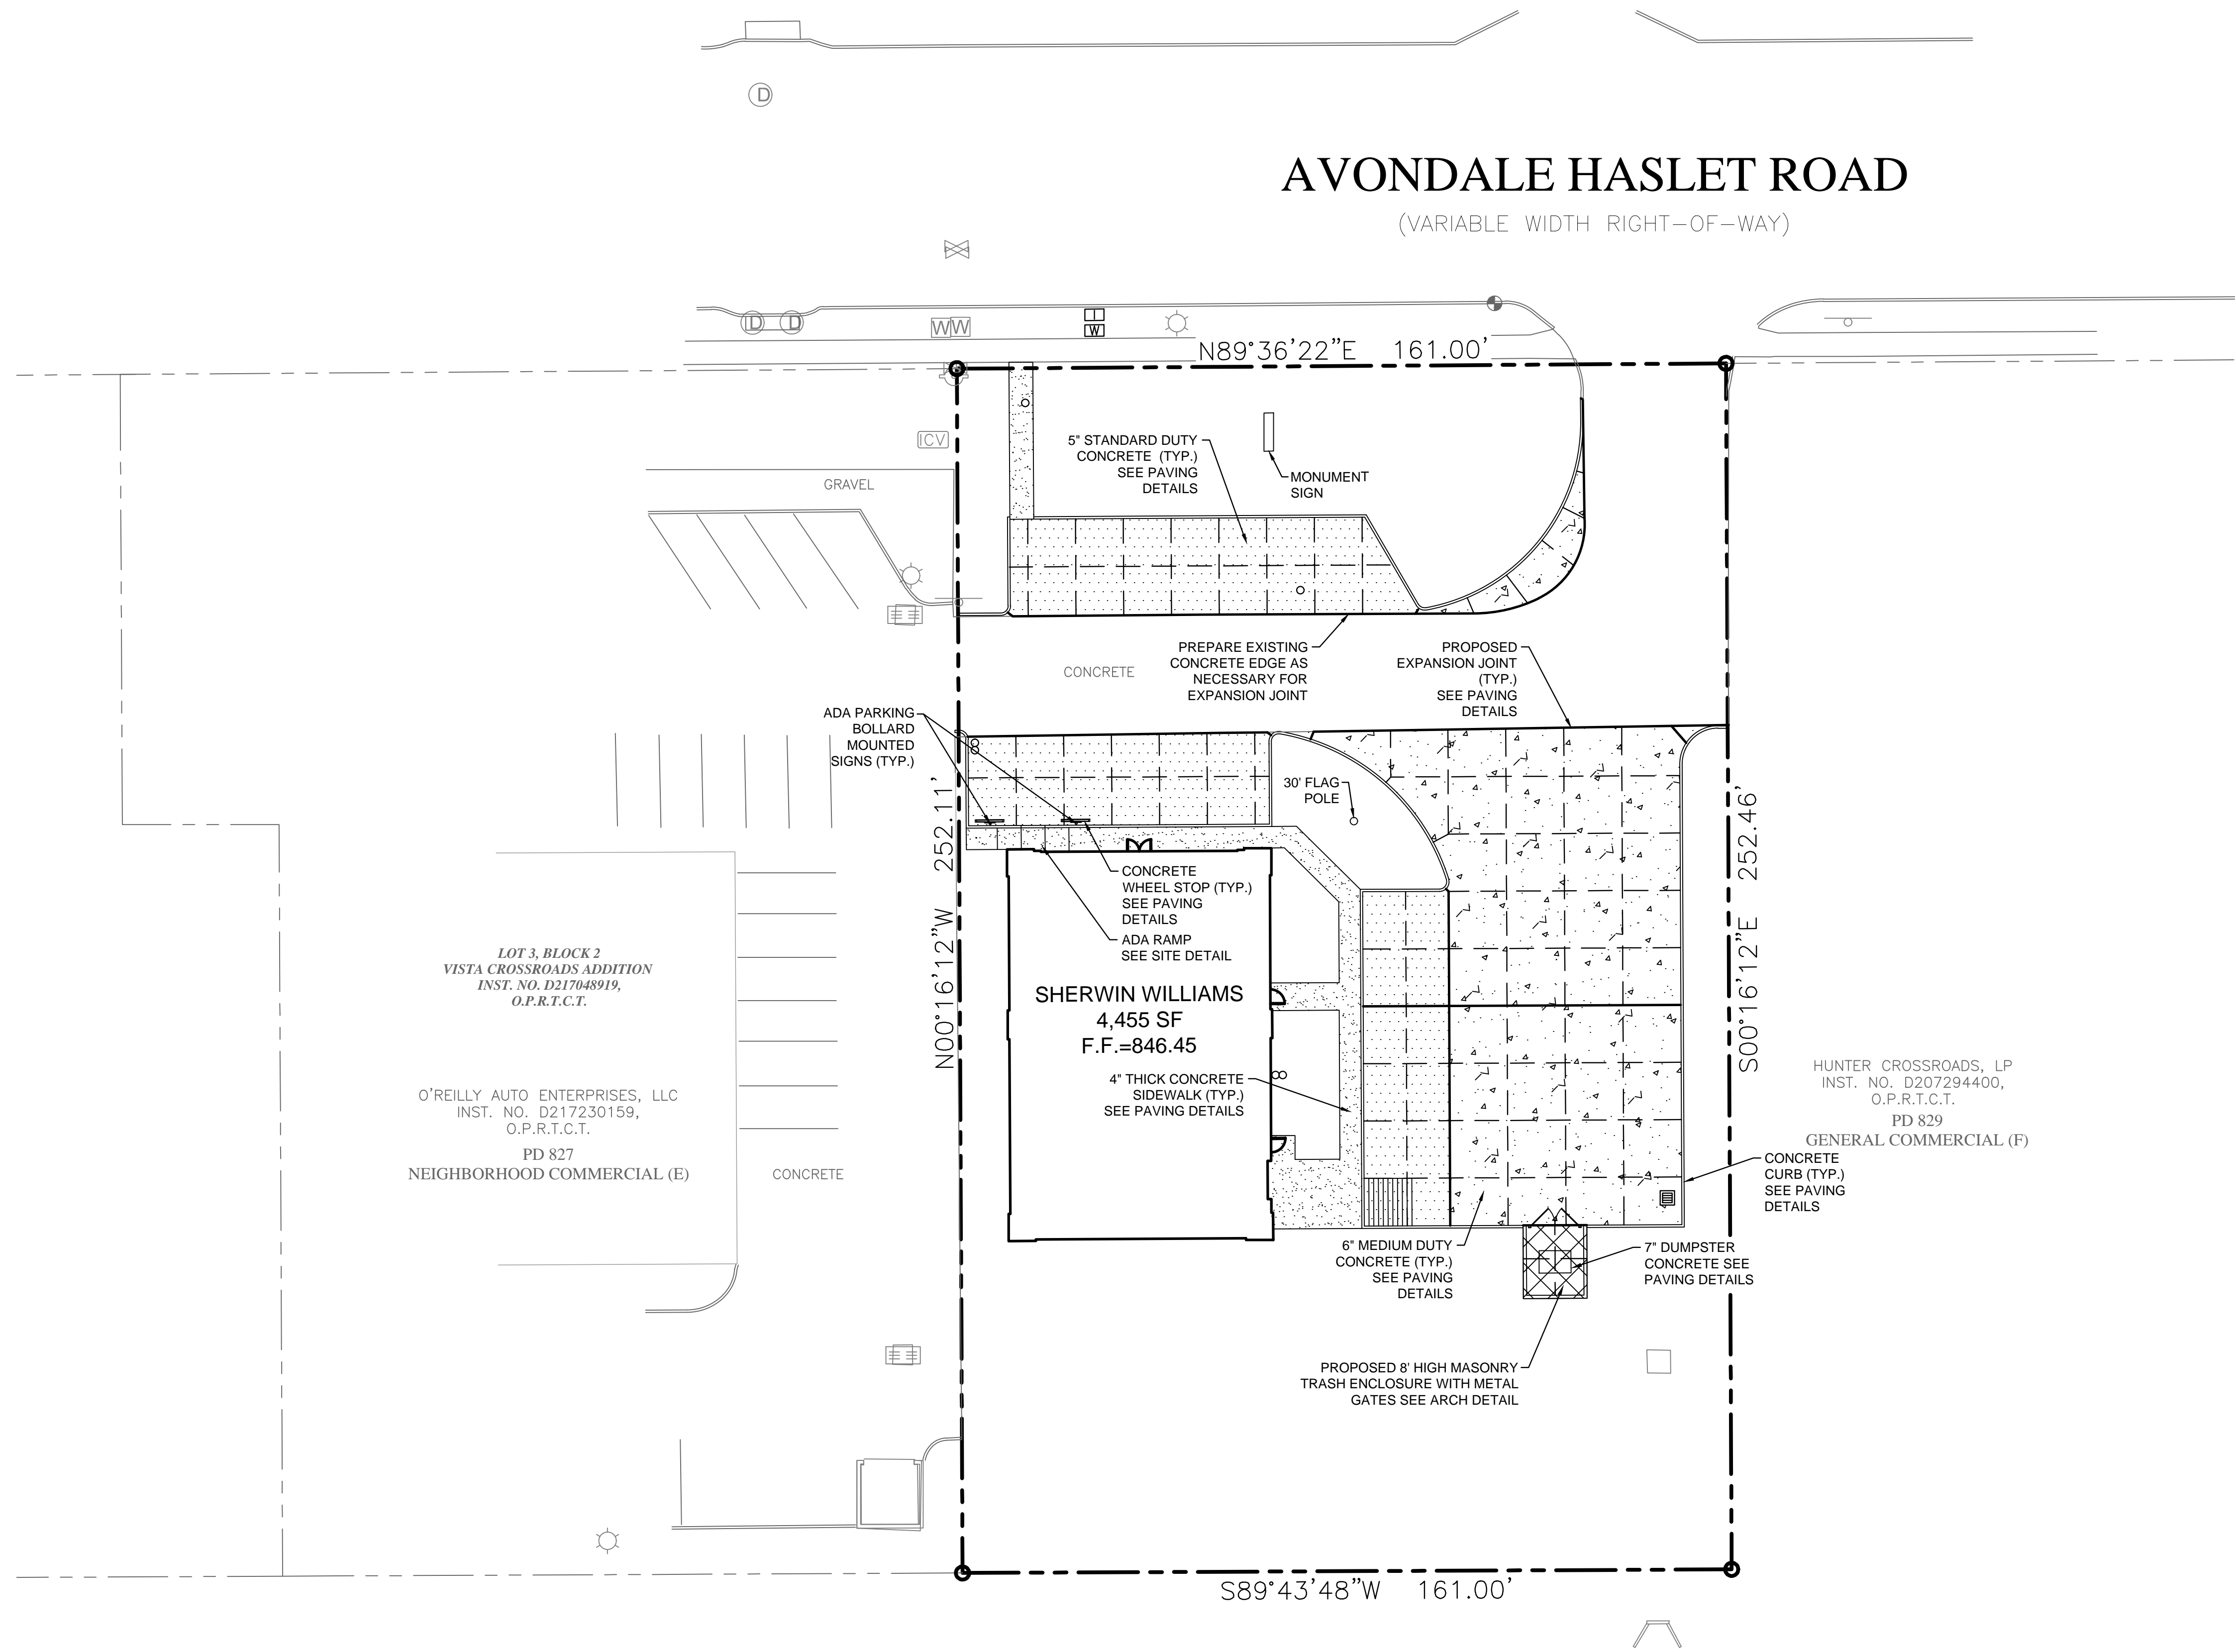 D
AVONDALE HASLET ROAD
(VARIABLE WIDTH RIGHT-OF-WAY)
D
D
W
W
I
W
N89°36'22"E 161.00'
ICV
GRAVEL
5" STANDARD DUTY
CONCRETE (TYP.)
SEE PAVING
DETAILS
MONUMENT
SIGN
CONCRETE
PREPARE EXISTING
CONCRETE EDGE AS
NECESSARY FOR
EXPANSION JOINT
PROPOSED
EXPANSION JOINT
(TYP.)
SEE PAVING
DETAILS
ADA PARKING
BOLLARD
MOUNTED
SIGNS (TYP.)
30' FLAG
POLE
N00°16'12"W 252.11'
S00°16'12"E 252.46'
CONCRETE
WHEEL STOP (TYP.)
SEE PAVING
DETAILS
ADA RAMP
SEE SITE DETAIL
LOT 3, BLOCK 2
VISTA CROSSROADS ADDITION
INST. NO. D217048919,
O.P.R.T.C.T.
SHERWIN WILLIAMS
4,455 SF
F.F.=846.45
4" THICK CONCRETE
SIDEWALK (TYP.)
SEE PAVING DETAILS
O'REILLY AUTO ENTERPRISES, LLC
INST. NO. D217230159,
O.P.R.T.C.T.
PD 827
NEIGHBORHOOD COMMERCIAL (E)
CONCRETE
HUNTER CROSSROADS, LP
INST. NO. D207294400,
O.P.R.T.C.T.
PD 829
GENERAL COMMERCIAL (F)
CONCRETE
CURB (TYP.)
SEE PAVING
DETAILS
6" MEDIUM DUTY
CONCRETE (TYP.)
SEE PAVING
DETAILS
7" DUMPSTER
CONCRETE SEE
PAVING DETAILS
PROPOSED 8' HIGH MASONRY
TRASH ENCLOSURE WITH METAL
GATES SEE ARCH DETAIL
S89°43'48"W 161.00'